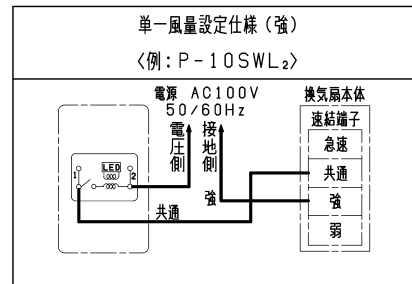 単一風量設定仕様（強）
〈例：P-10SWL₂〉
電源 AC100V
50/60Hz
電圧側
接地側
換気扇本体
速結端子
急速
共通
強
弱
LED
1
2
共通
強